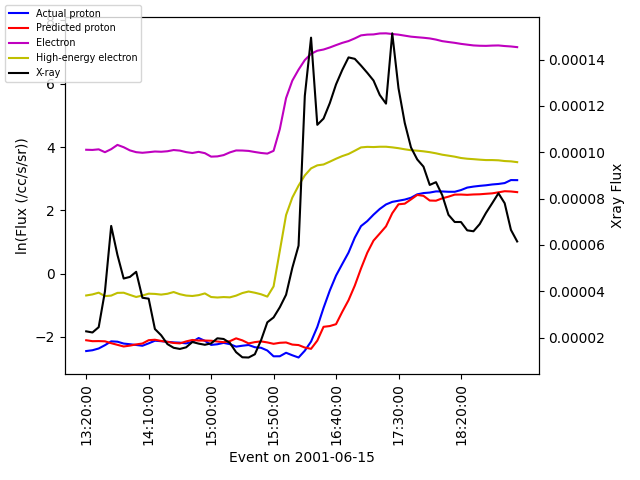 Actual proton
Predicted proton
Electron
High-energy electron
X-ray
6
4
2
0
−2
ln(Flux (/cc/s/sr))
0.00014
0.00012
0.00010
0.00008
0.00006
0.00004
0.00002
Xray Flux
13:20:00
14:10:00
15:00:00
15:50:00
16:40:00
17:30:00
18:20:00
Event on 2001-06-15